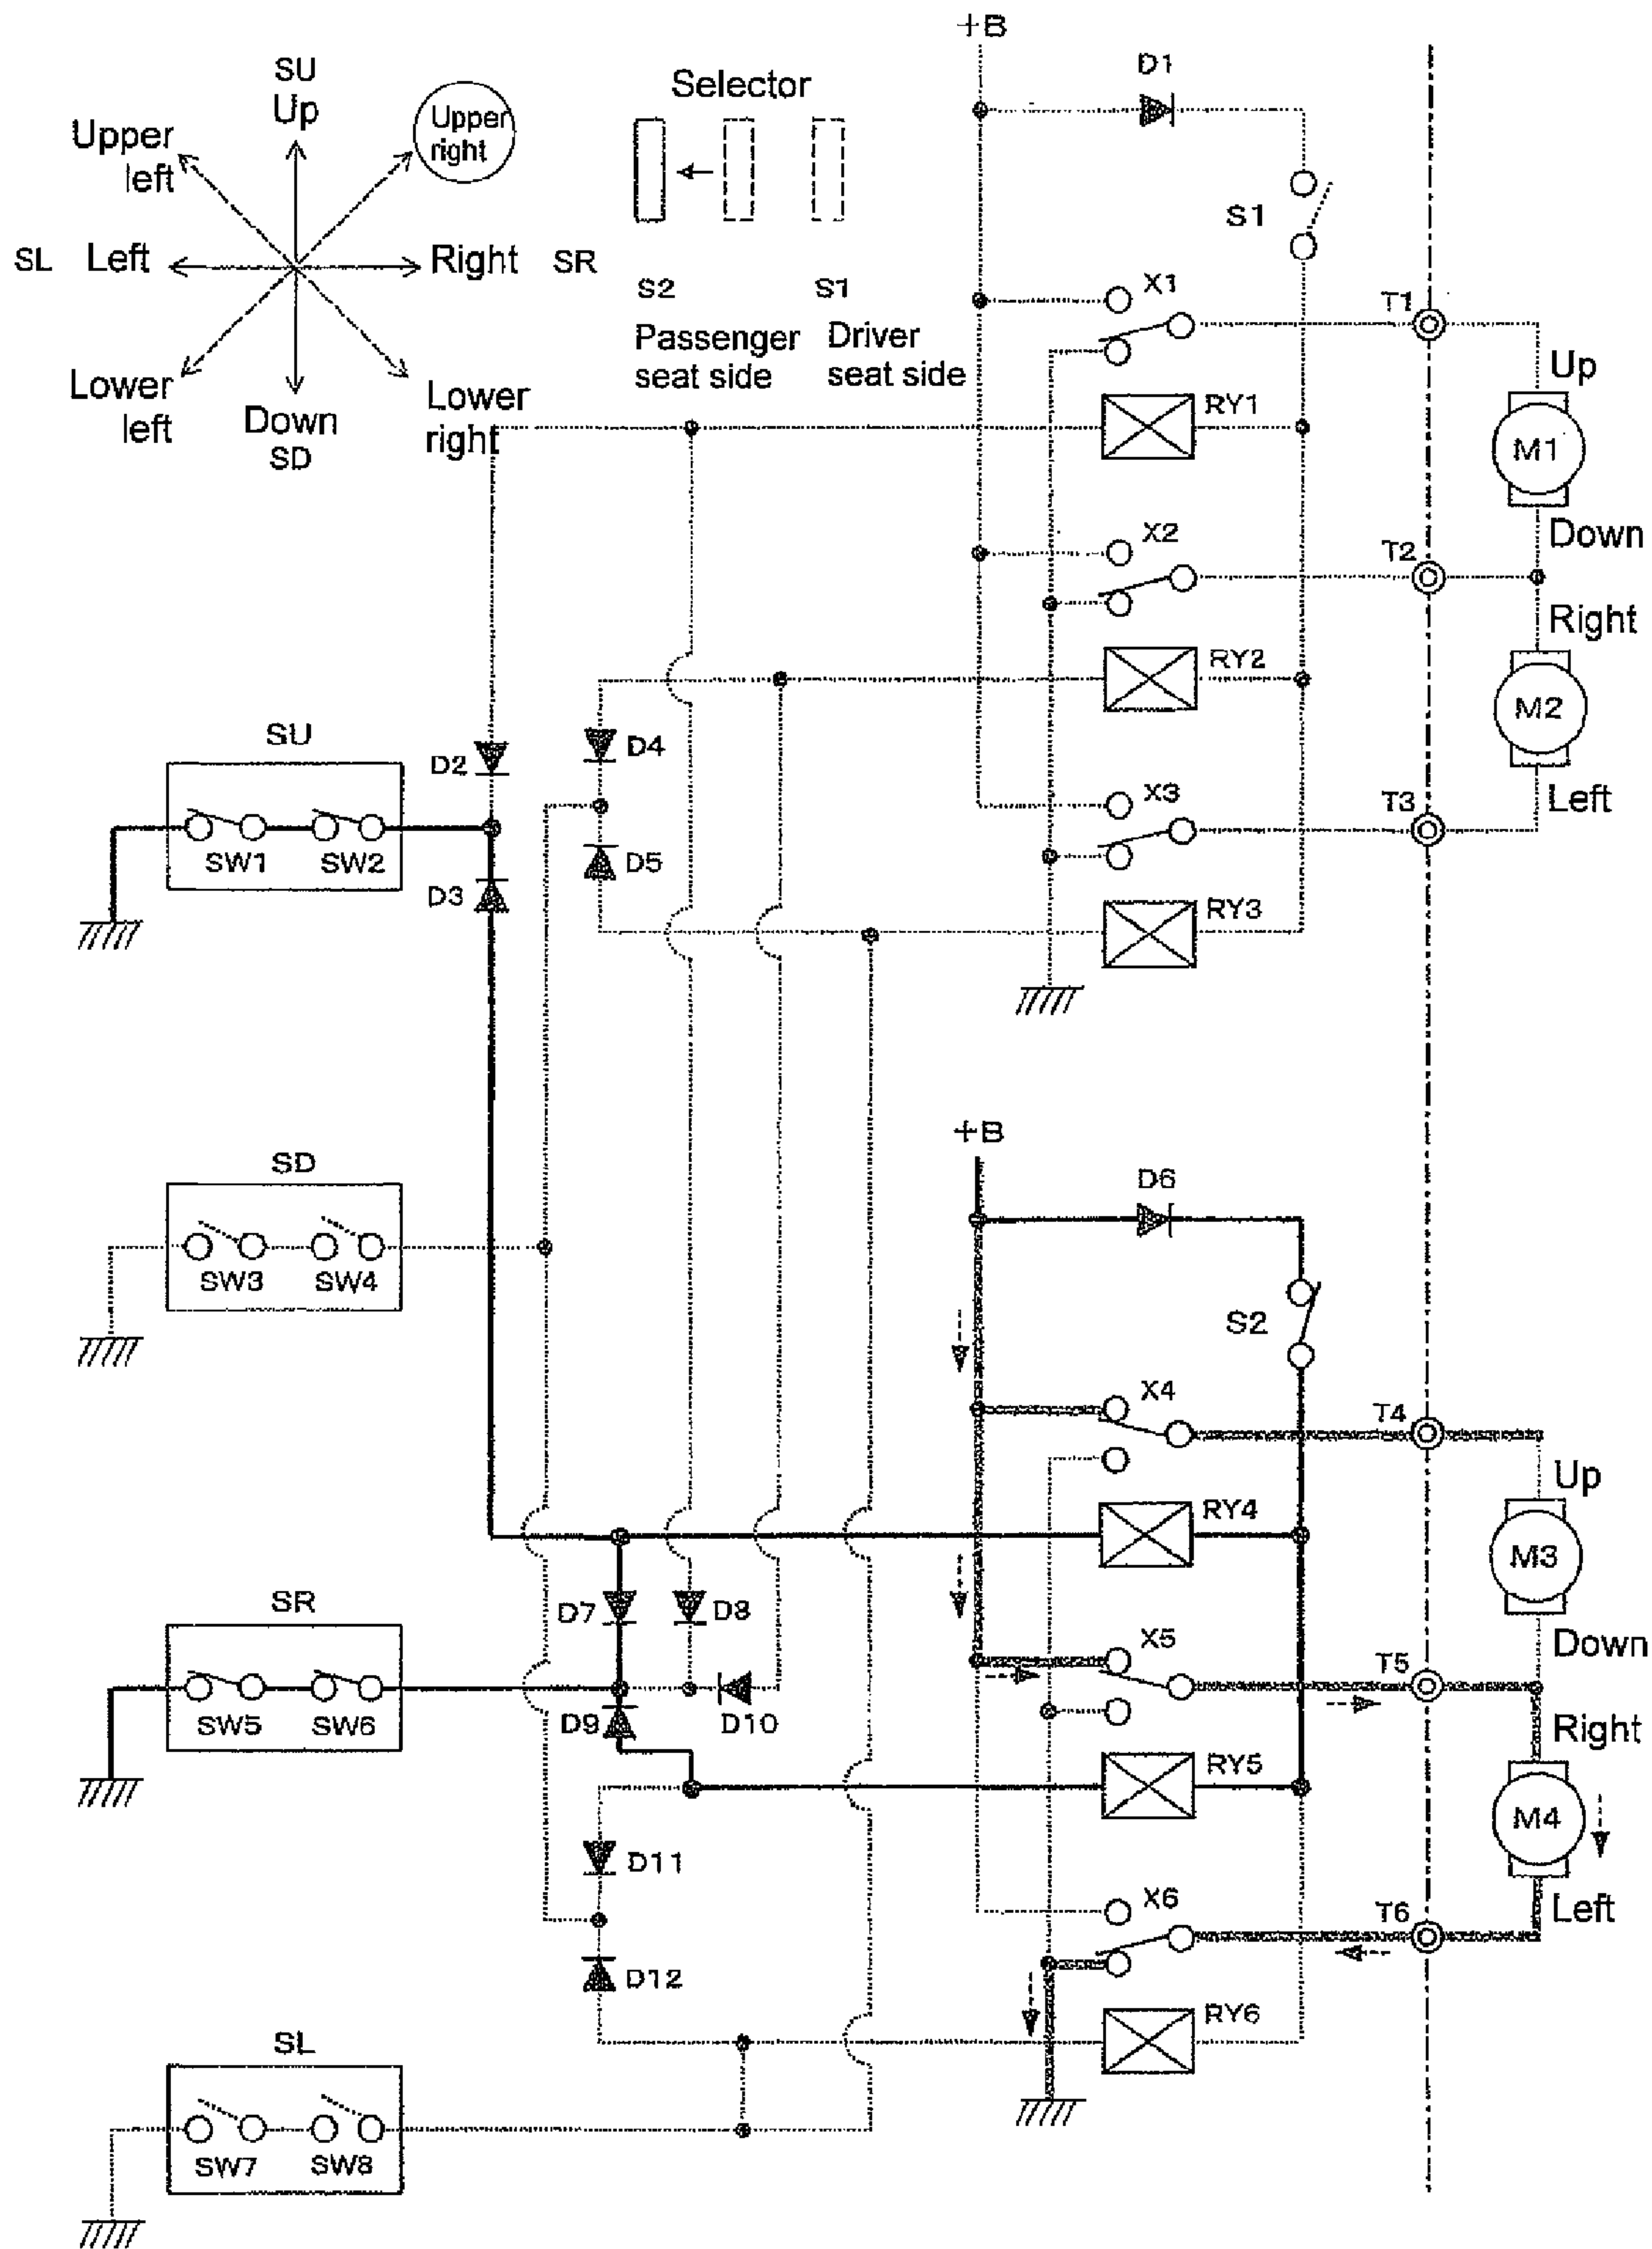 +B
SU
Up
Upper
left
Upper
right
Selector
D1
SL
Left
Right
SR
S1
S2
S1
X1
T1
Passenger
seat side
Driver
seat side
Up
Lower
left
Down
SD
Lower
right
RY1
M1
X2
T2
Down
Right
RY2
M2
SU
D2
D4
X3
T3
Left
SW1
SW2
D5
D3
RY3
+B
SD
D6
SW3
SW4
S2
X4
T4
Up
RY4
M3
SR
D7
D8
X5
Down
T5
SW5
SW6
D9
D10
Right
RY5
M4
D11
X6
T6
Left
D12
RY6
SL
SW7
SW8